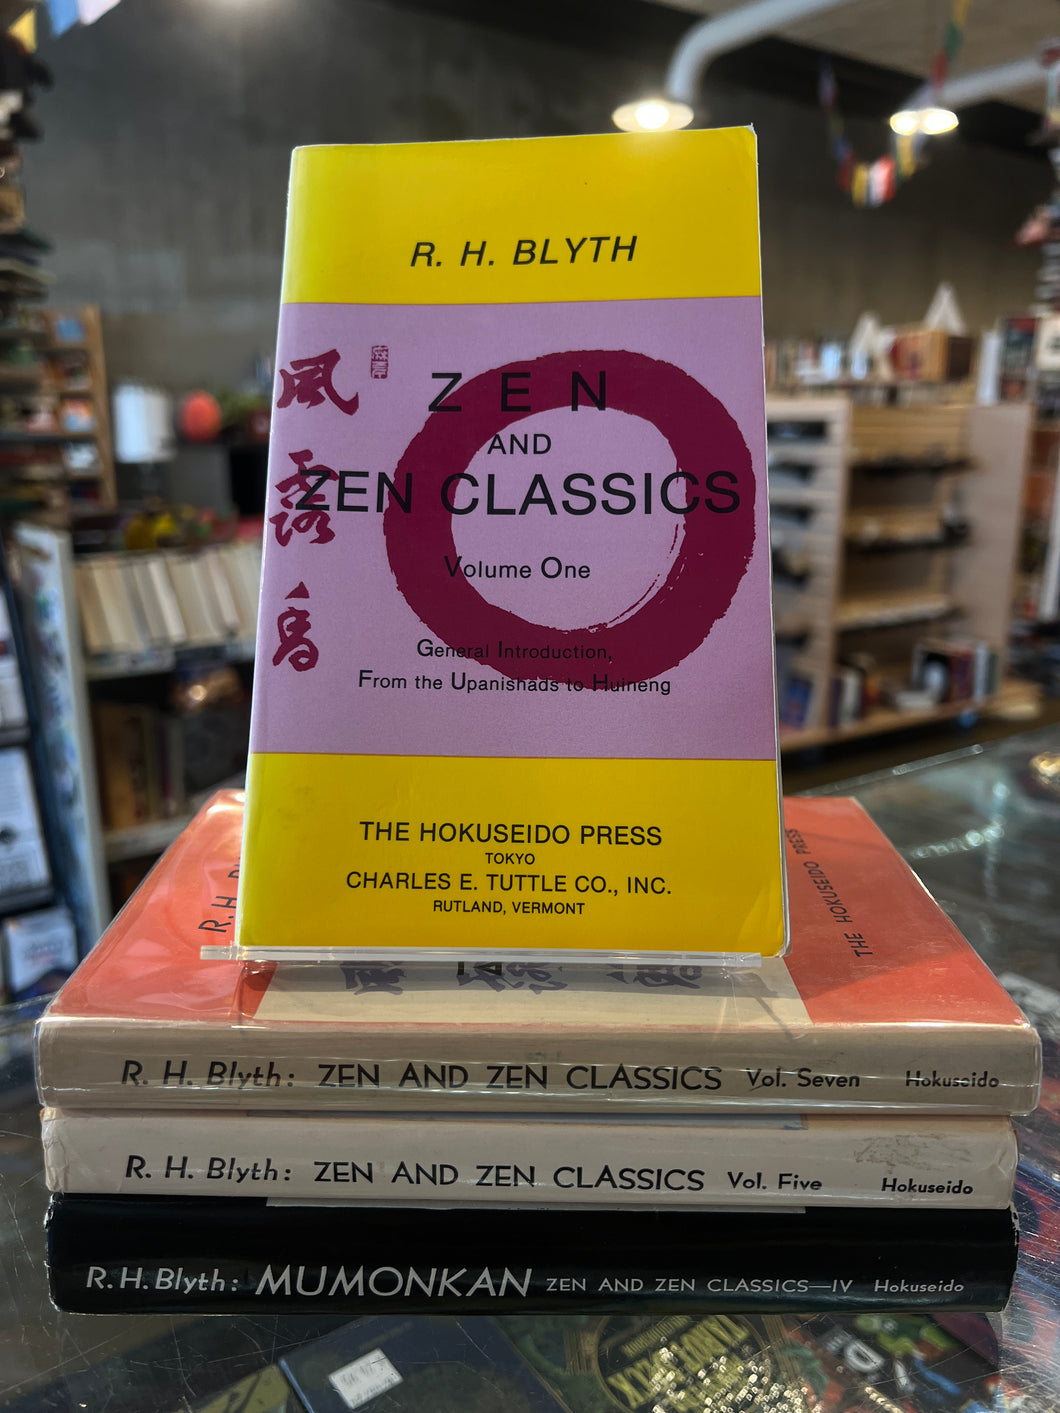 R. H. BLYTH
ZEN
AND
ZEN CLASSICS
Volume One
General Introduction,
From the Upanishads to Huineng
風
露
THE HOKUSEIDO PRESS
TOKYO
CHARLES E. TUTTLE CO., INC.
RUTLAND, VERMONT
R. H.
THE HOKUSEIDO PRESS
R. H. Blyth: ZEN AND ZEN CLASSICS Vol. Seven Hokuseido
R. H. Blyth: ZEN AND ZEN CLASSICS Vol. Five Hokuseido
R. H. Blyth: MUMONKAN ZEN AND ZEN CLASSICS—IV Hokuseido